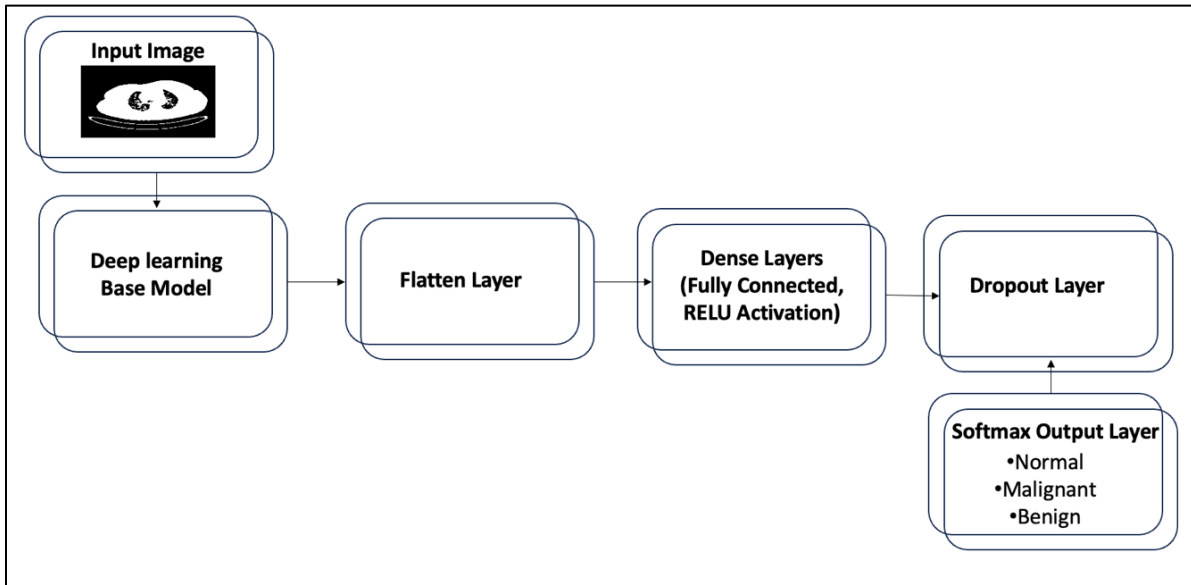 Input Image
Deep learning
Base Model
Flatten Layer
Dense Layers
(Fully Connected,
RELU Activation)
Dropout Layer
Softmax Output Layer
•Normal
•Malignant
•Benign